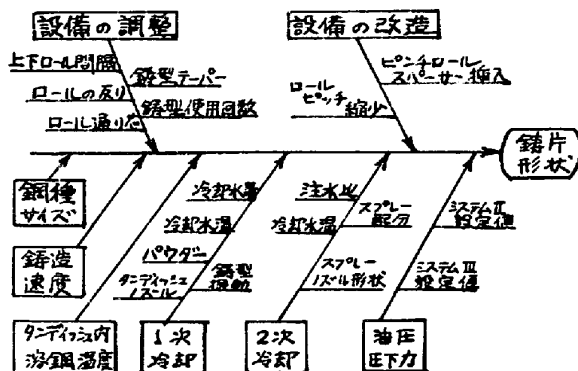 設備の調整
設備の改造
上下ロール間隔
鋳型テーパー
ロールの反り
鋳型使用回数
ロール通り芯
ピンチロール
スペーサー挿入
ロール
ピッチ
縮少
鋳片
形状
鋼種
サイズ
鋳造
速度
タンディッシュ内
溶鋼温度
冷却水量
冷却水温
パウダー
タンディッシュ
ノズル
鋳型
振動
1次
冷却
注水比
冷却水温
スプレー
配分
スプレー
ノズル形状
2次
冷却
システムⅡ
設定値
システムⅢ
設定値
油圧
圧下力